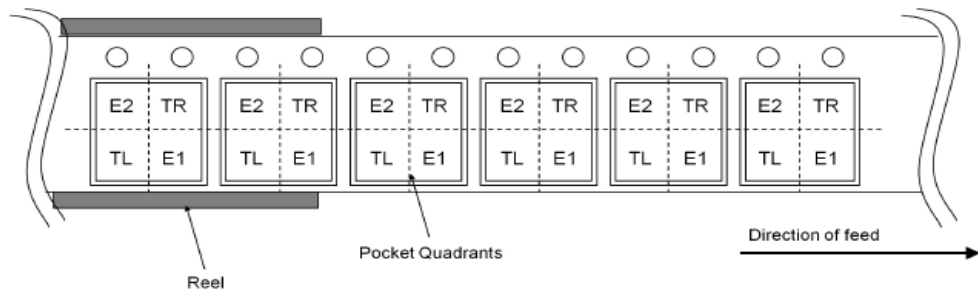 E2 TR E2 TR E2 TR E2 TR E2 TR E2 TR
TL E1 TL E1 TL E1 TL E1 TL E1 TL E1
Direction of feed
Pocket Quadrants
Reel